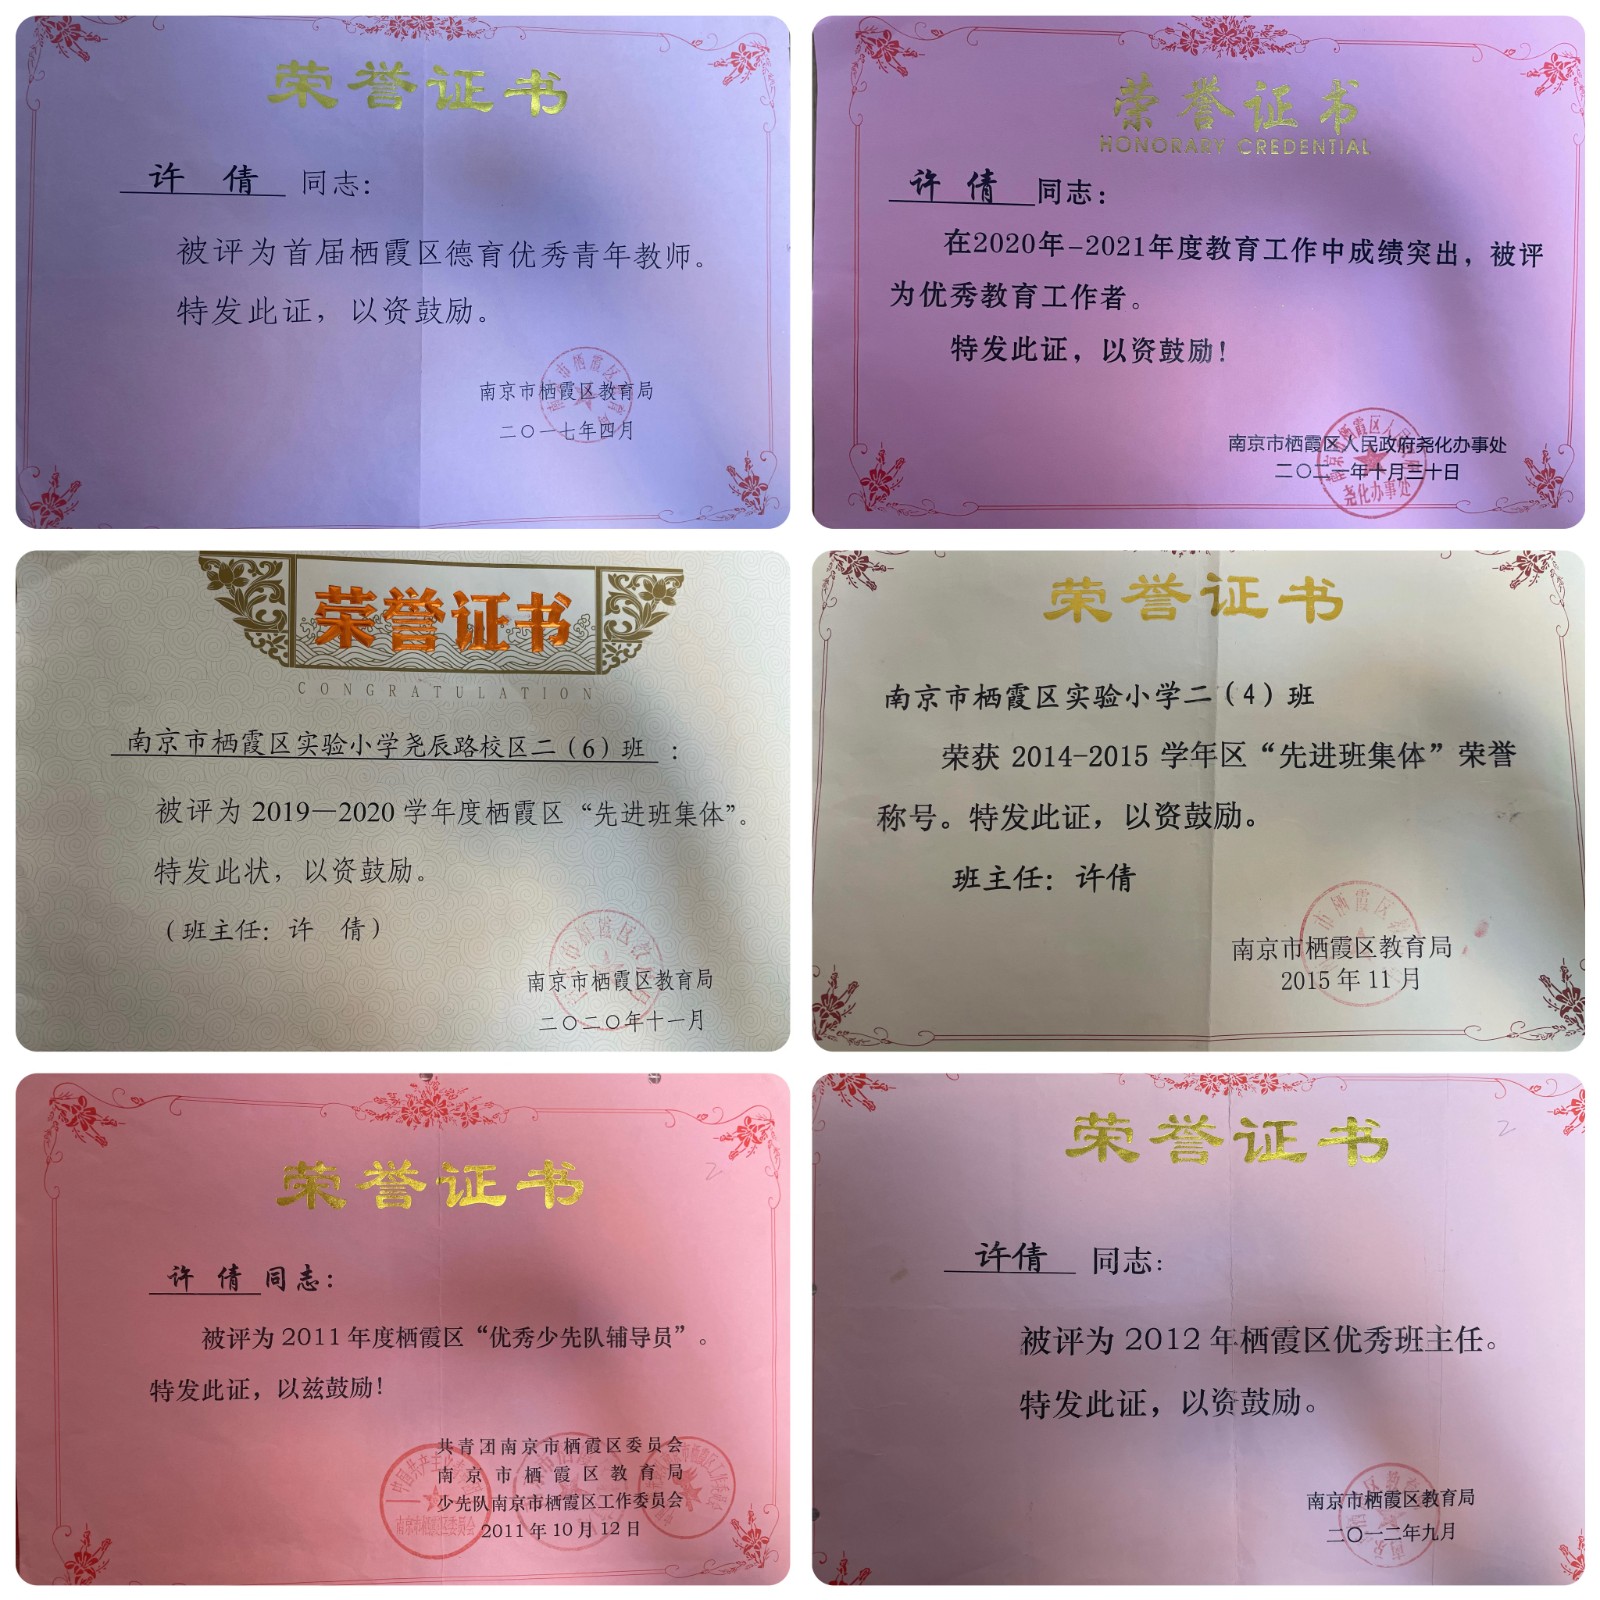 荣誉证书
许 倩 同志：
被评为首届栖霞区德育优秀青年教师。
特发此证，以资鼓励。
南京市栖霞区教育局
二〇一七年四月
荣誉证书
HONORARY CREDENTIAL
许 倩 同志：
在2020年-2021年度教育工作中成绩突出，被评
为优秀教育工作者。
特发此证，以资鼓励！
南京市栖霞区人民政府尧化办事处
二〇二一年十月三十日
尧化办事处
荣誉证书
CONGRATULATION
南京市栖霞区实验小学尧辰路校区二（6）班：
被评为 2019—2020 学年度栖霞区“先进班集体”。
特发此状，以资鼓励。
（班主任：许 倩）
南京市栖霞区教育局
二〇二〇年十一月
荣誉证书
南京市栖霞区实验小学二（4）班
荣获 2014-2015 学年区“先进班集体”荣誉
称号。特发此证，以资鼓励。
班主任：许倩
南京市栖霞区教育局
2015 年 11 月
荣誉证书
2
许 倩 同志：
被评为 2011 年度栖霞区“优秀少先队辅导员”。
特发此证，以兹鼓励！
共青团南京市栖霞区委员会
南京市栖霞区教育局
少先队南京市栖霞区工作委员会
2011 年 10 月 12 日
荣誉证书
2
许倩 同志：
被评为 2012 年栖霞区优秀班主任。
特发此证，以资鼓励。
南京市栖霞区教育局
二〇一二年九月